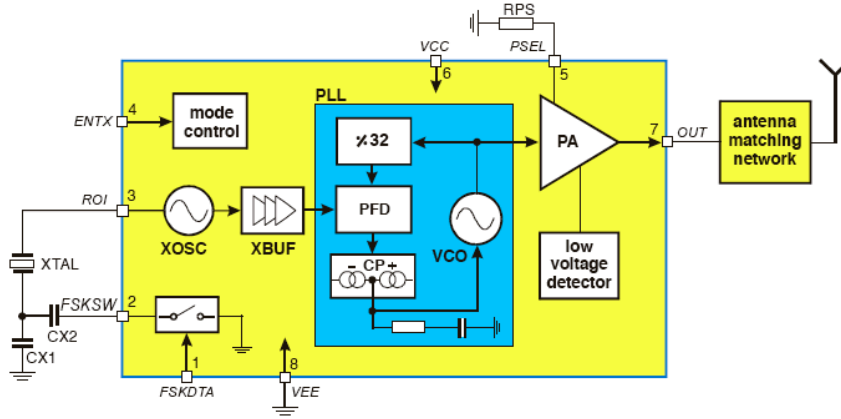 RPS
VCC
PSEL
6
5
PLL
4
ENTX
mode
control
٪32
PA
7
OUT
antenna
matching
network
3
ROI
PFD
XOSC
XBUF
VCO
XTAL
- CP +
low
voltage
detector
2
FSKSW
CX2
CX1
1
8
FSKDTA
VEE